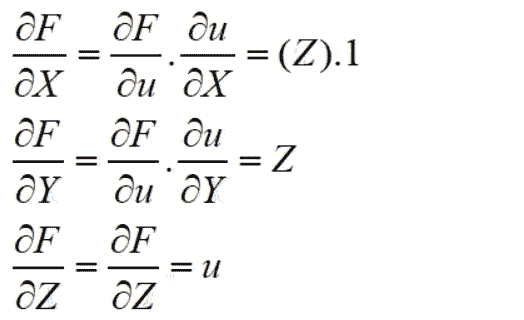 ∂F/∂X = ∂F/∂u . ∂u/∂X = (Z).1
∂F/∂Y = ∂F/∂u . ∂u/∂Y = Z
∂F/∂Z = ∂F/∂Z = u